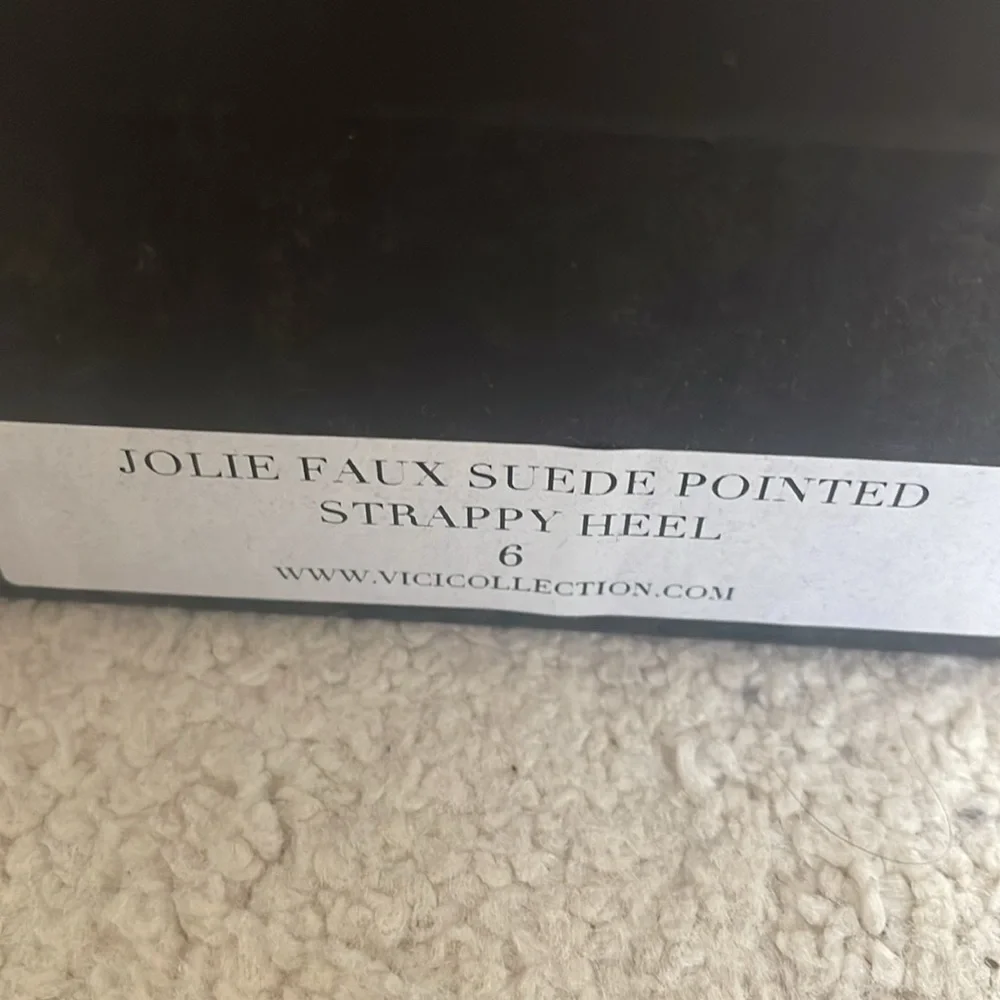 JOLIE FAUX SUEDE POINTED
STRAPPY HEEL
6
WWW.VICICOLLECTION.COM